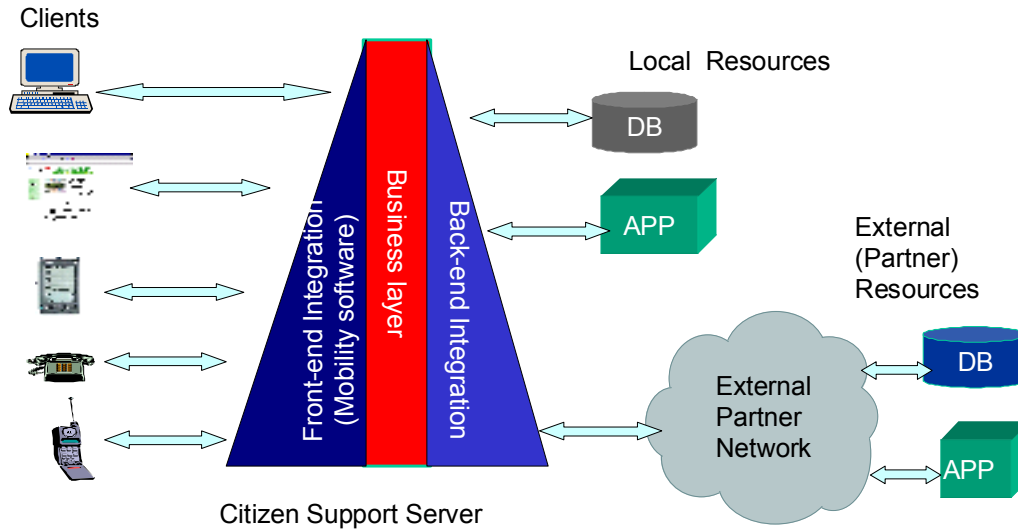 Clients
Local Resources
DB
APP
External
(Partner)
Resources
DB
APP
External
Partner
Network
Front-end Integration
(Mobility software)
Business layer
Back-end Integration
Citizen Support Server